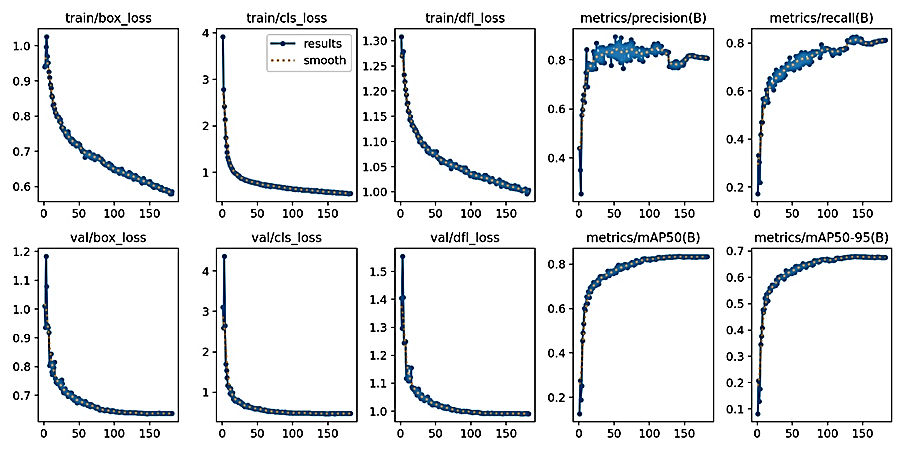 train/box_loss
train/cls_loss
train/dfl_loss
metrics/precision(B)
metrics/recall(B)
1.0
0.9
0.8
0.7
0.6
0 50 100 150
4
3
2
1
0 50 100 150
results
smooth
1.30
1.25
1.20
1.15
1.10
1.05
1.00
0 50 100 150
0.8
0.6
0.4
0 50 100 150
0.8
0.6
0.4
0.2
0 50 100 150
val/box_loss
val/cls_loss
val/dfl_loss
metrics/mAP50(B)
metrics/mAP50-95(B)
1.2
1.1
1.0
0.9
0.8
0.7
0 50 100 150
4
3
2
1
0 50 100 150
1.5
1.4
1.3
1.2
1.1
1.0
0 50 100 150
0.8
0.6
0.4
0.2
0 50 100 150
0.7
0.6
0.5
0.4
0.3
0.2
0.1
0 50 100 150